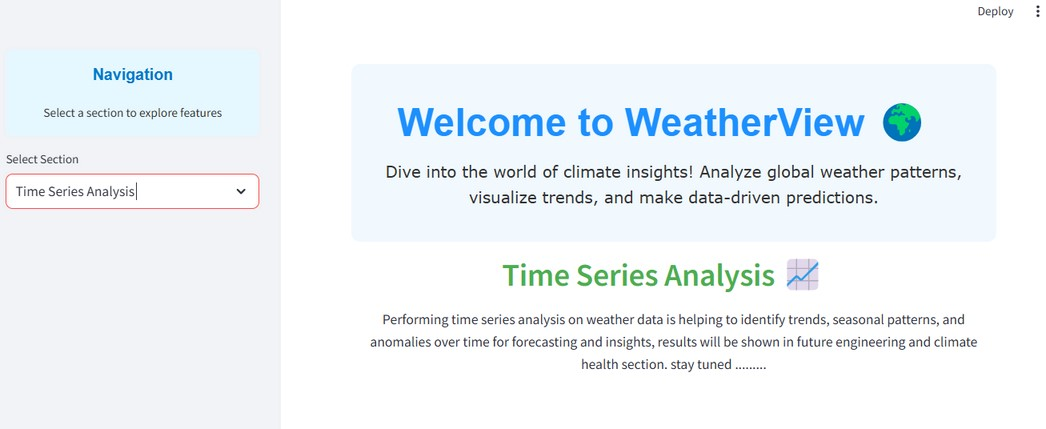 Deploy
Navigation
Select a section to explore features
Select Section
Time Series Analysis
Welcome to WeatherView
Dive into the world of climate insights! Analyze global weather patterns,
visualize trends, and make data-driven predictions.
Time Series Analysis
Performing time series analysis on weather data is helping to identify trends, seasonal patterns, and
anomalies over time for forecasting and insights, results will be shown in future engineering and climate
health section. stay tuned .........